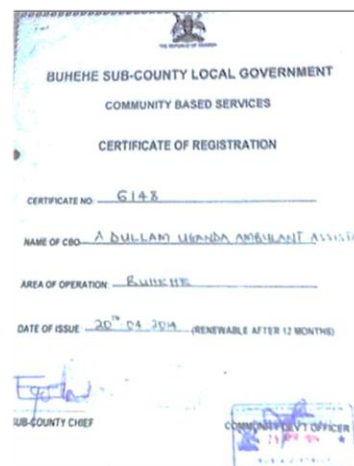 THE REPUBLIC OF UGANDA
BUHEHE SUB-COUNTY LOCAL GOVERNMENT
COMMUNITY BASED SERVICES
CERTIFICATE OF REGISTRATION
CERTIFICATE NO. 6148
NAME OF CBO ADULLAM UGANDA AMBULANT ASSISTA
AREA OF OPERATION: BUHEHE
DATE OF ISSUE 20TH 04 2014 (RENEWABLE AFTER 12 MONTHS)
SUB-COUNTY CHIEF
COMMUNITY DEV'T OFFICER